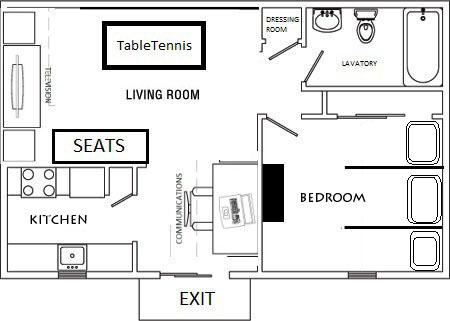 TableTennis
DRESSING
ROOM
LAVATORY
TELEVISION
LIVING ROOM
SEATS
COMMUNICATIONS
BEDROOM
KITCHEN
EXIT